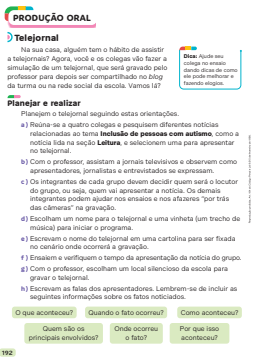 PRODUÇÃO ORAL
Telejornal
Na sua casa, alguém tem o hábito de assistir
a telejornais? Agora, você e os colegas vão fazer a
simulação de um telejornal, que será gravado pelo
professor para depois ser compartilhado no blog
da turma ou na rede social da escola. Vamos lá?
Dica: Ajude seu
colega no ensaio
dando dicas de como
ele pode melhorar e
fazendo elogios.
Planejar e realizar
Planejem o telejornal seguindo estas orientações.
a) Reúna-se a quatro colegas e pesquisem diferentes notícias
relacionadas ao tema Inclusão de pessoas com autismo, como a
notícia lida na seção Leitura, e selecionem uma para apresentar
no telejornal.
b) Com o professor, assistam a jornais televisivos e observem como
apresentadores, jornalistas e entrevistados se expressam.
c) Os integrantes de cada grupo devem decidir quem será o locutor
do grupo, ou seja, quem vai apresentar a notícia. Os demais
integrantes podem ajudar nos ensaios e nos afazeres "por trás
das câmeras" na gravação.
d) Escolham um nome para o telejornal e uma vinheta (um trecho de
música) para iniciar o programa.
e) Escrevam o nome do telejornal em uma cartolina para ser fixada
no cenário onde ocorrerá a gravação.
f) Ensaiem e verifiquem o tempo da apresentação da notícia do grupo.
g) Com o professor, escolham um local silencioso da escola para
gravar o telejornal.
h) Escrevam as falas dos apresentadores. Lembrem-se de incluir as
seguintes informações sobre os fatos noticiados.
O que aconteceu?
Quando o fato ocorreu?
Como aconteceu?
Quem são os
principais envolvidos?
Onde ocorreu
o fato?
Por que isso
aconteceu?
192